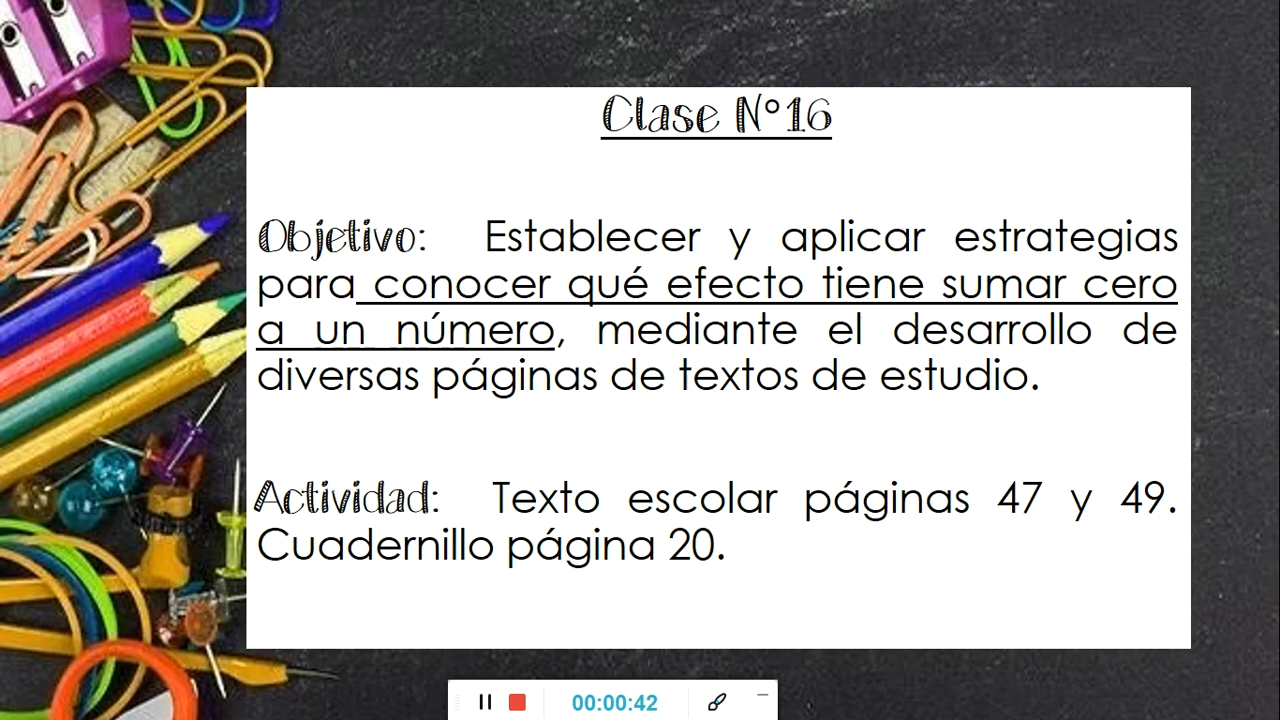 Clase N°16
Objetivo: Establecer y aplicar estrategias
para conocer qué efecto tiene sumar cero
a un número, mediante el desarrollo de
diversas páginas de textos de estudio.
Actividad: Texto escolar páginas 47 y 49.
Cuadernillo página 20.
00:00:42